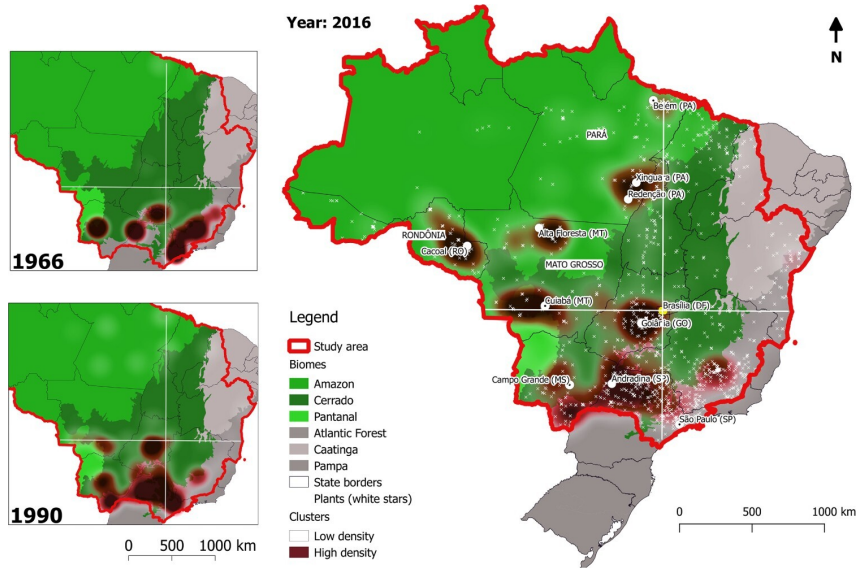 Year: 2016
N
1966
1990
0 500 1000 km
Belém (PA)
PARÁ
Xinguara (PA)
Redenção (PA)
RONDÔNIA
Alta Floresta (MT)
Cacoal (RO)
MATO GROSSO
Cuiabá (MT)
Brasília (DF)
Goiânia (GO)
Campo Grande (MS)
Andradina (SP)
São Paulo (SP)
Legend
Study area
Biomes
Amazon
Cerrado
Pantanal
Atlantic Forest
Caatinga
Pampa
State borders
Plants (white stars)
Clusters
Low density
High density
0 500 1000 km